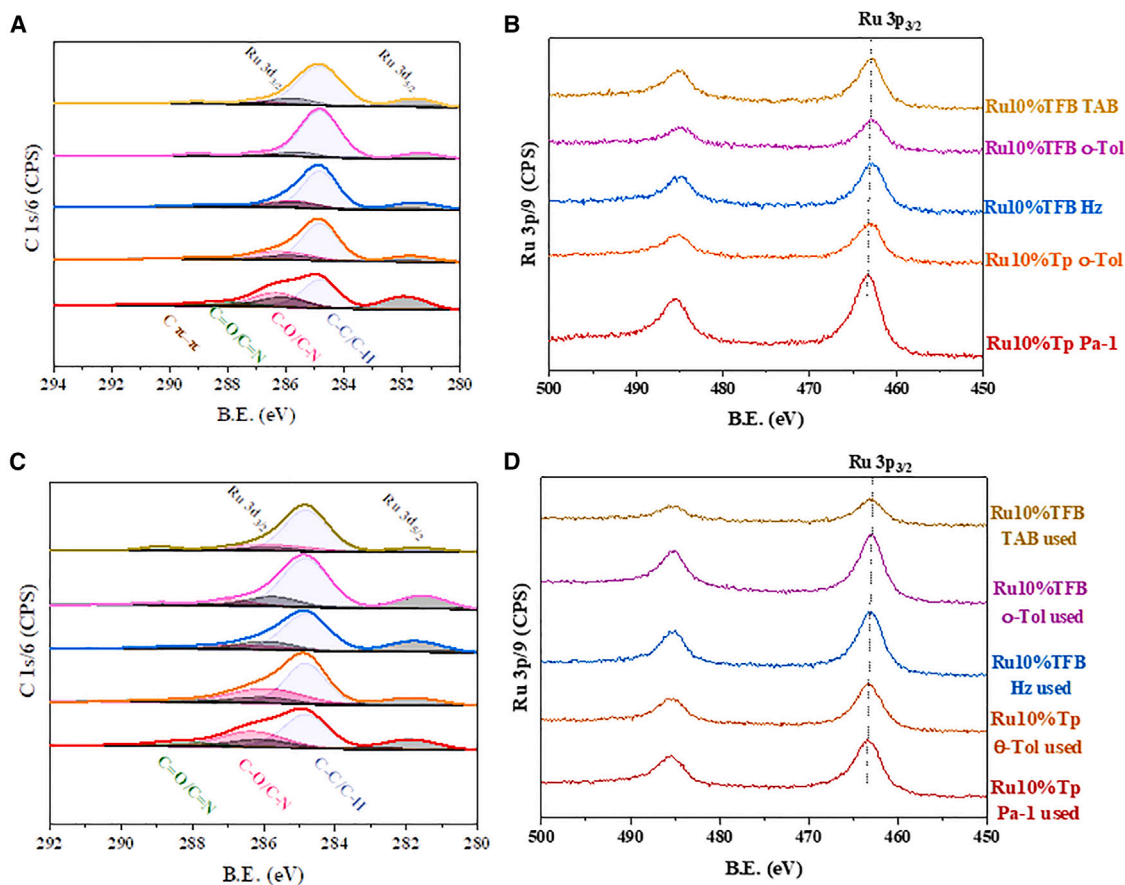 A
Ru 3d3/2
Ru 3d5/2
C 1s/6 (CPS)
C π-π
C=O/C=N
C-O/C-N
C-C/C-H
294 292 290 288 286 284 282 280
B.E. (eV)
B
Ru 3p3/2
Ru 3p/9 (CPS)
Ru10%TFB TAB
Ru10%TFB o-Tol
Ru10%TFB Hz
Ru10%Tp o-Tol
Ru10%Tp Pa-1
500 490 480 470 460 450
B.E. (eV)
C
Ru 3d3/2
Ru 3d5/2
C 1s/6 (CPS)
C=O/C=N
C-O/C-N
C-C/C-H
292 290 288 286 284 282 280
B.E. (eV)
D
Ru 3p3/2
Ru 3p/9 (CPS)
Ru10%TFB
TAB used
Ru10%TFB
o-Tol used
Ru10%TFB
Hz used
Ru10%Tp
θ-Tol used
Ru10%Tp
Pa-1 used
500 490 480 470 460 450
B.E. (eV)